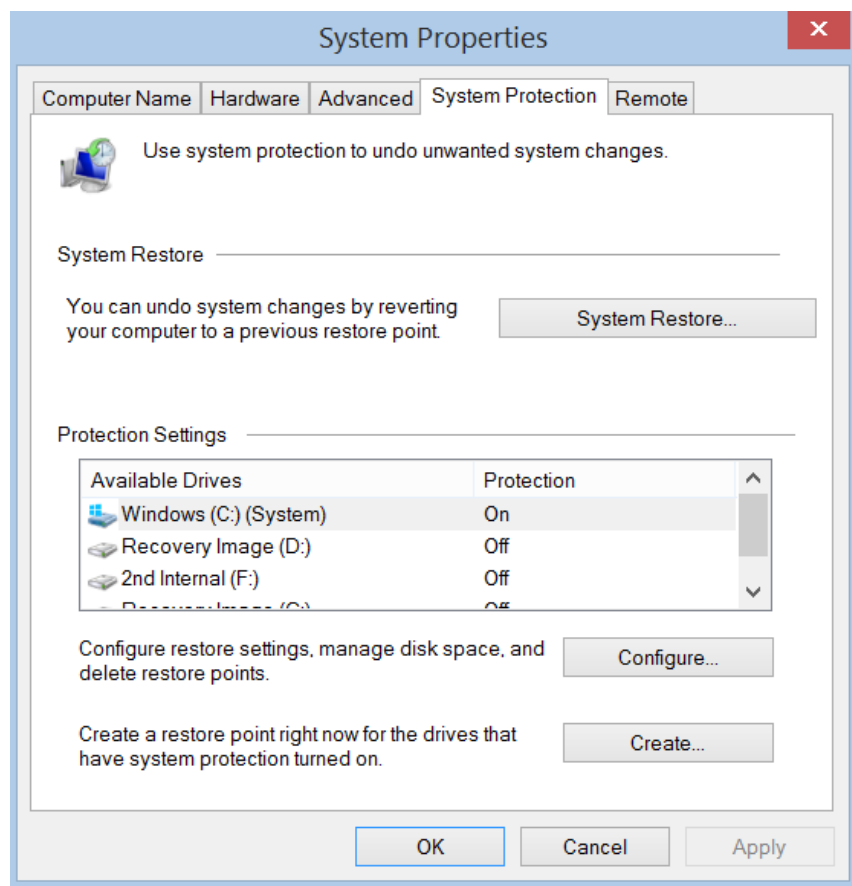 System Properties
Computer Name Hardware Advanced System Protection Remote
Use system protection to undo unwanted system changes.
System Restore
You can undo system changes by reverting
your computer to a previous restore point.
System Restore...
Protection Settings
Available Drives Protection
Windows (C:) (System) On
Recovery Image (D:) Off
2nd Internal (F:) Off
Configure restore settings, manage disk space, and
delete restore points.
Configure...
Create a restore point right now for the drives that
have system protection turned on.
Create...
OK Cancel Apply